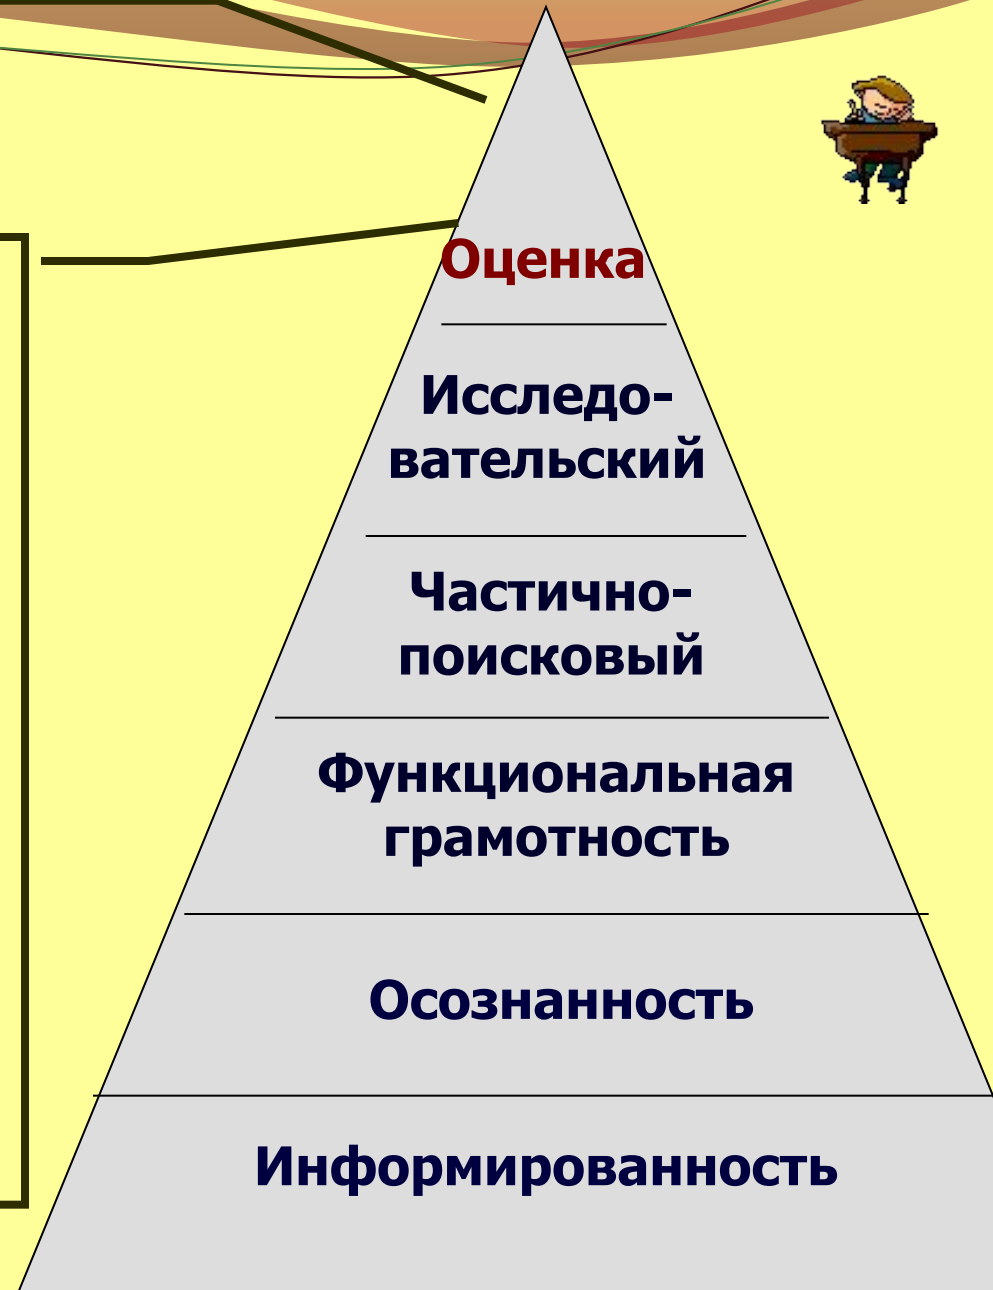 Оценка
Исследо-
вательский
Частично-
поисковый
Функциональная
грамотность
Осознанность
Информированность